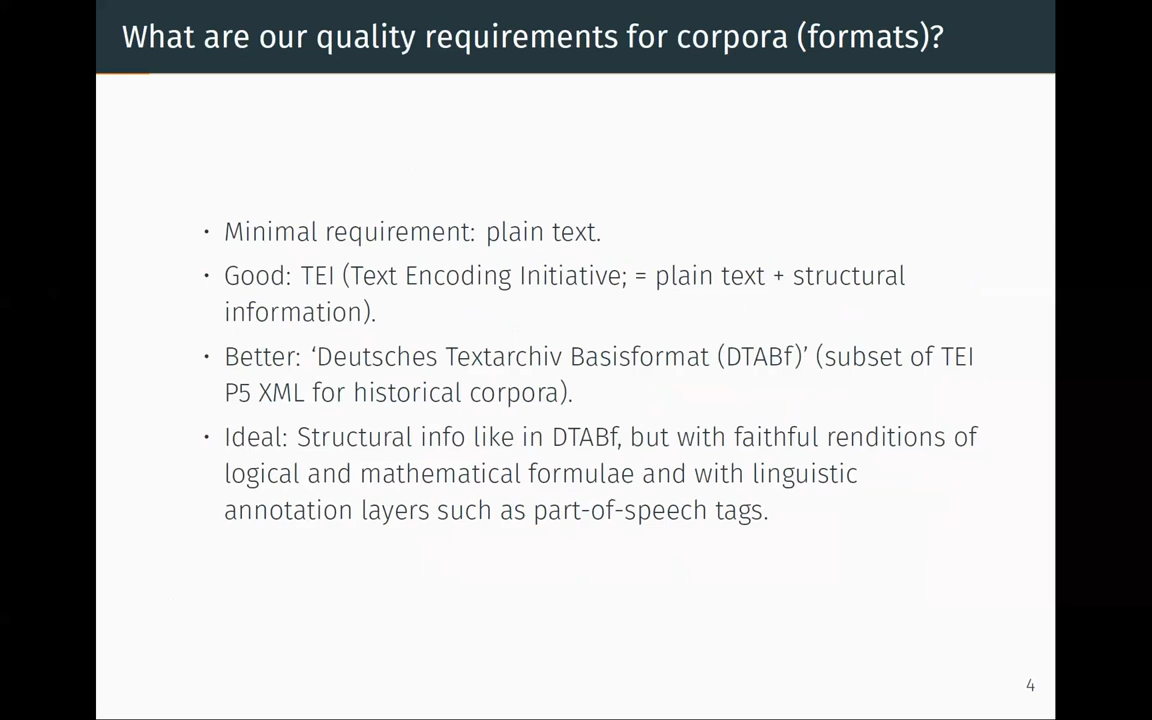 What are our quality requirements for corpora (formats)?
· Minimal requirement: plain text.
· Good: TEI (Text Encoding Initiative; = plain text + structural
information).
· Better: ‘Deutsches Textarchiv Basisformat (DTABf)’ (subset of TEI
P5 XML for historical corpora).
· Ideal: Structural info like in DTABf, but with faithful renditions of
logical and mathematical formulae and with linguistic
annotation layers such as part-of-speech tags.
4